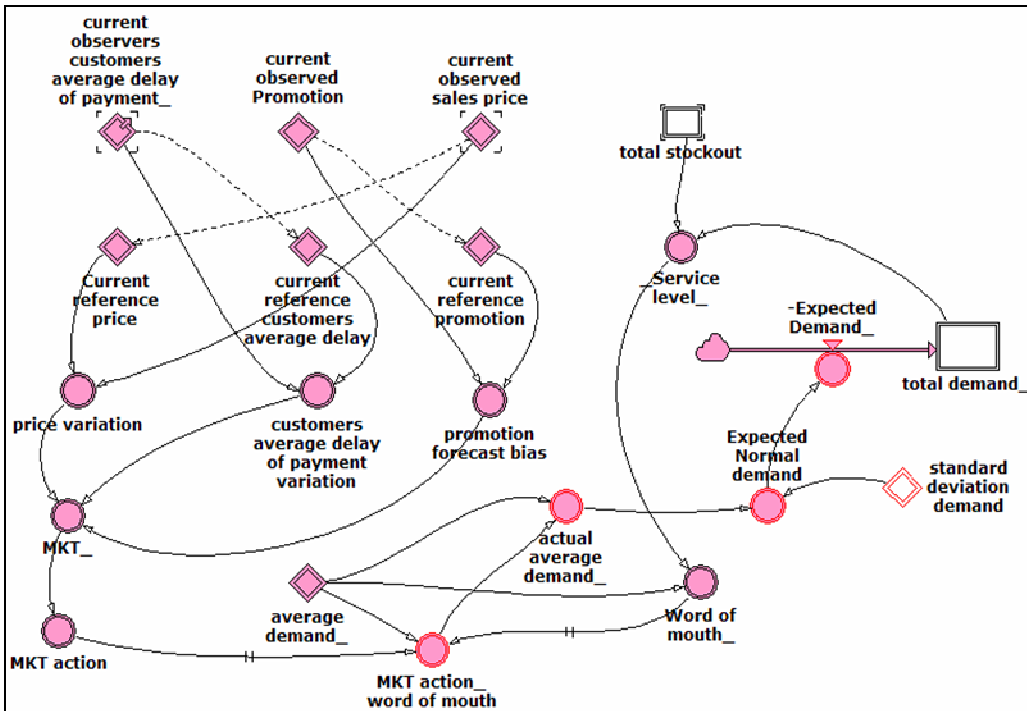 current
observers
customers
average delay
of payment_
current
observed
Promotion
current
observed
sales price
total stockout
Current
reference
price
current
reference
customers
average delay
current
reference
promotion
_Service
level_
-Expected
Demand_
total demand_
price variation
customers
average delay
of payment
variation
promotion
forecast bias
Expected
Normal
demand
standard
deviation
demand
MKT_
actual
average
demand_
average
demand_
Word of
mouth_
MKT action
MKT action_
word of mouth